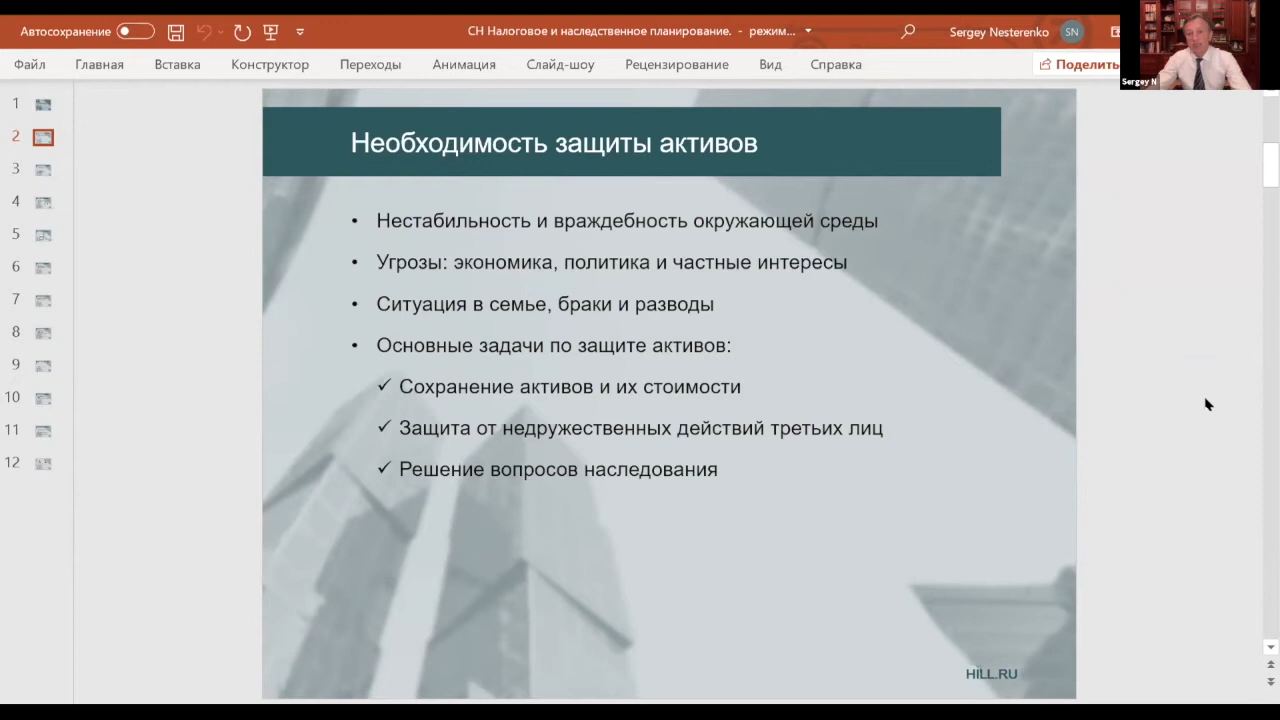 Автосохранение
СН Налоговое и наследственное планирование. - режим...
Sergey Nesterenko
SN
Файл
Главная
Вставка
Конструктор
Переходы
Анимация
Слайд-шоу
Рецензирование
Вид
Справка
Поделить
Sergey N
1
2
3
4
5
6
7
8
9
10
11
12
Необходимость защиты активов
• Нестабильность и враждебность окружающей среды
• Угрозы: экономика, политика и частные интересы
• Ситуация в семье, браки и разводы
• Основные задачи по защите активов:
✓ Сохранение активов и их стоимости
✓ Защита от недружественных действий третьих лиц
✓ Решение вопросов наследования
HILL.RU